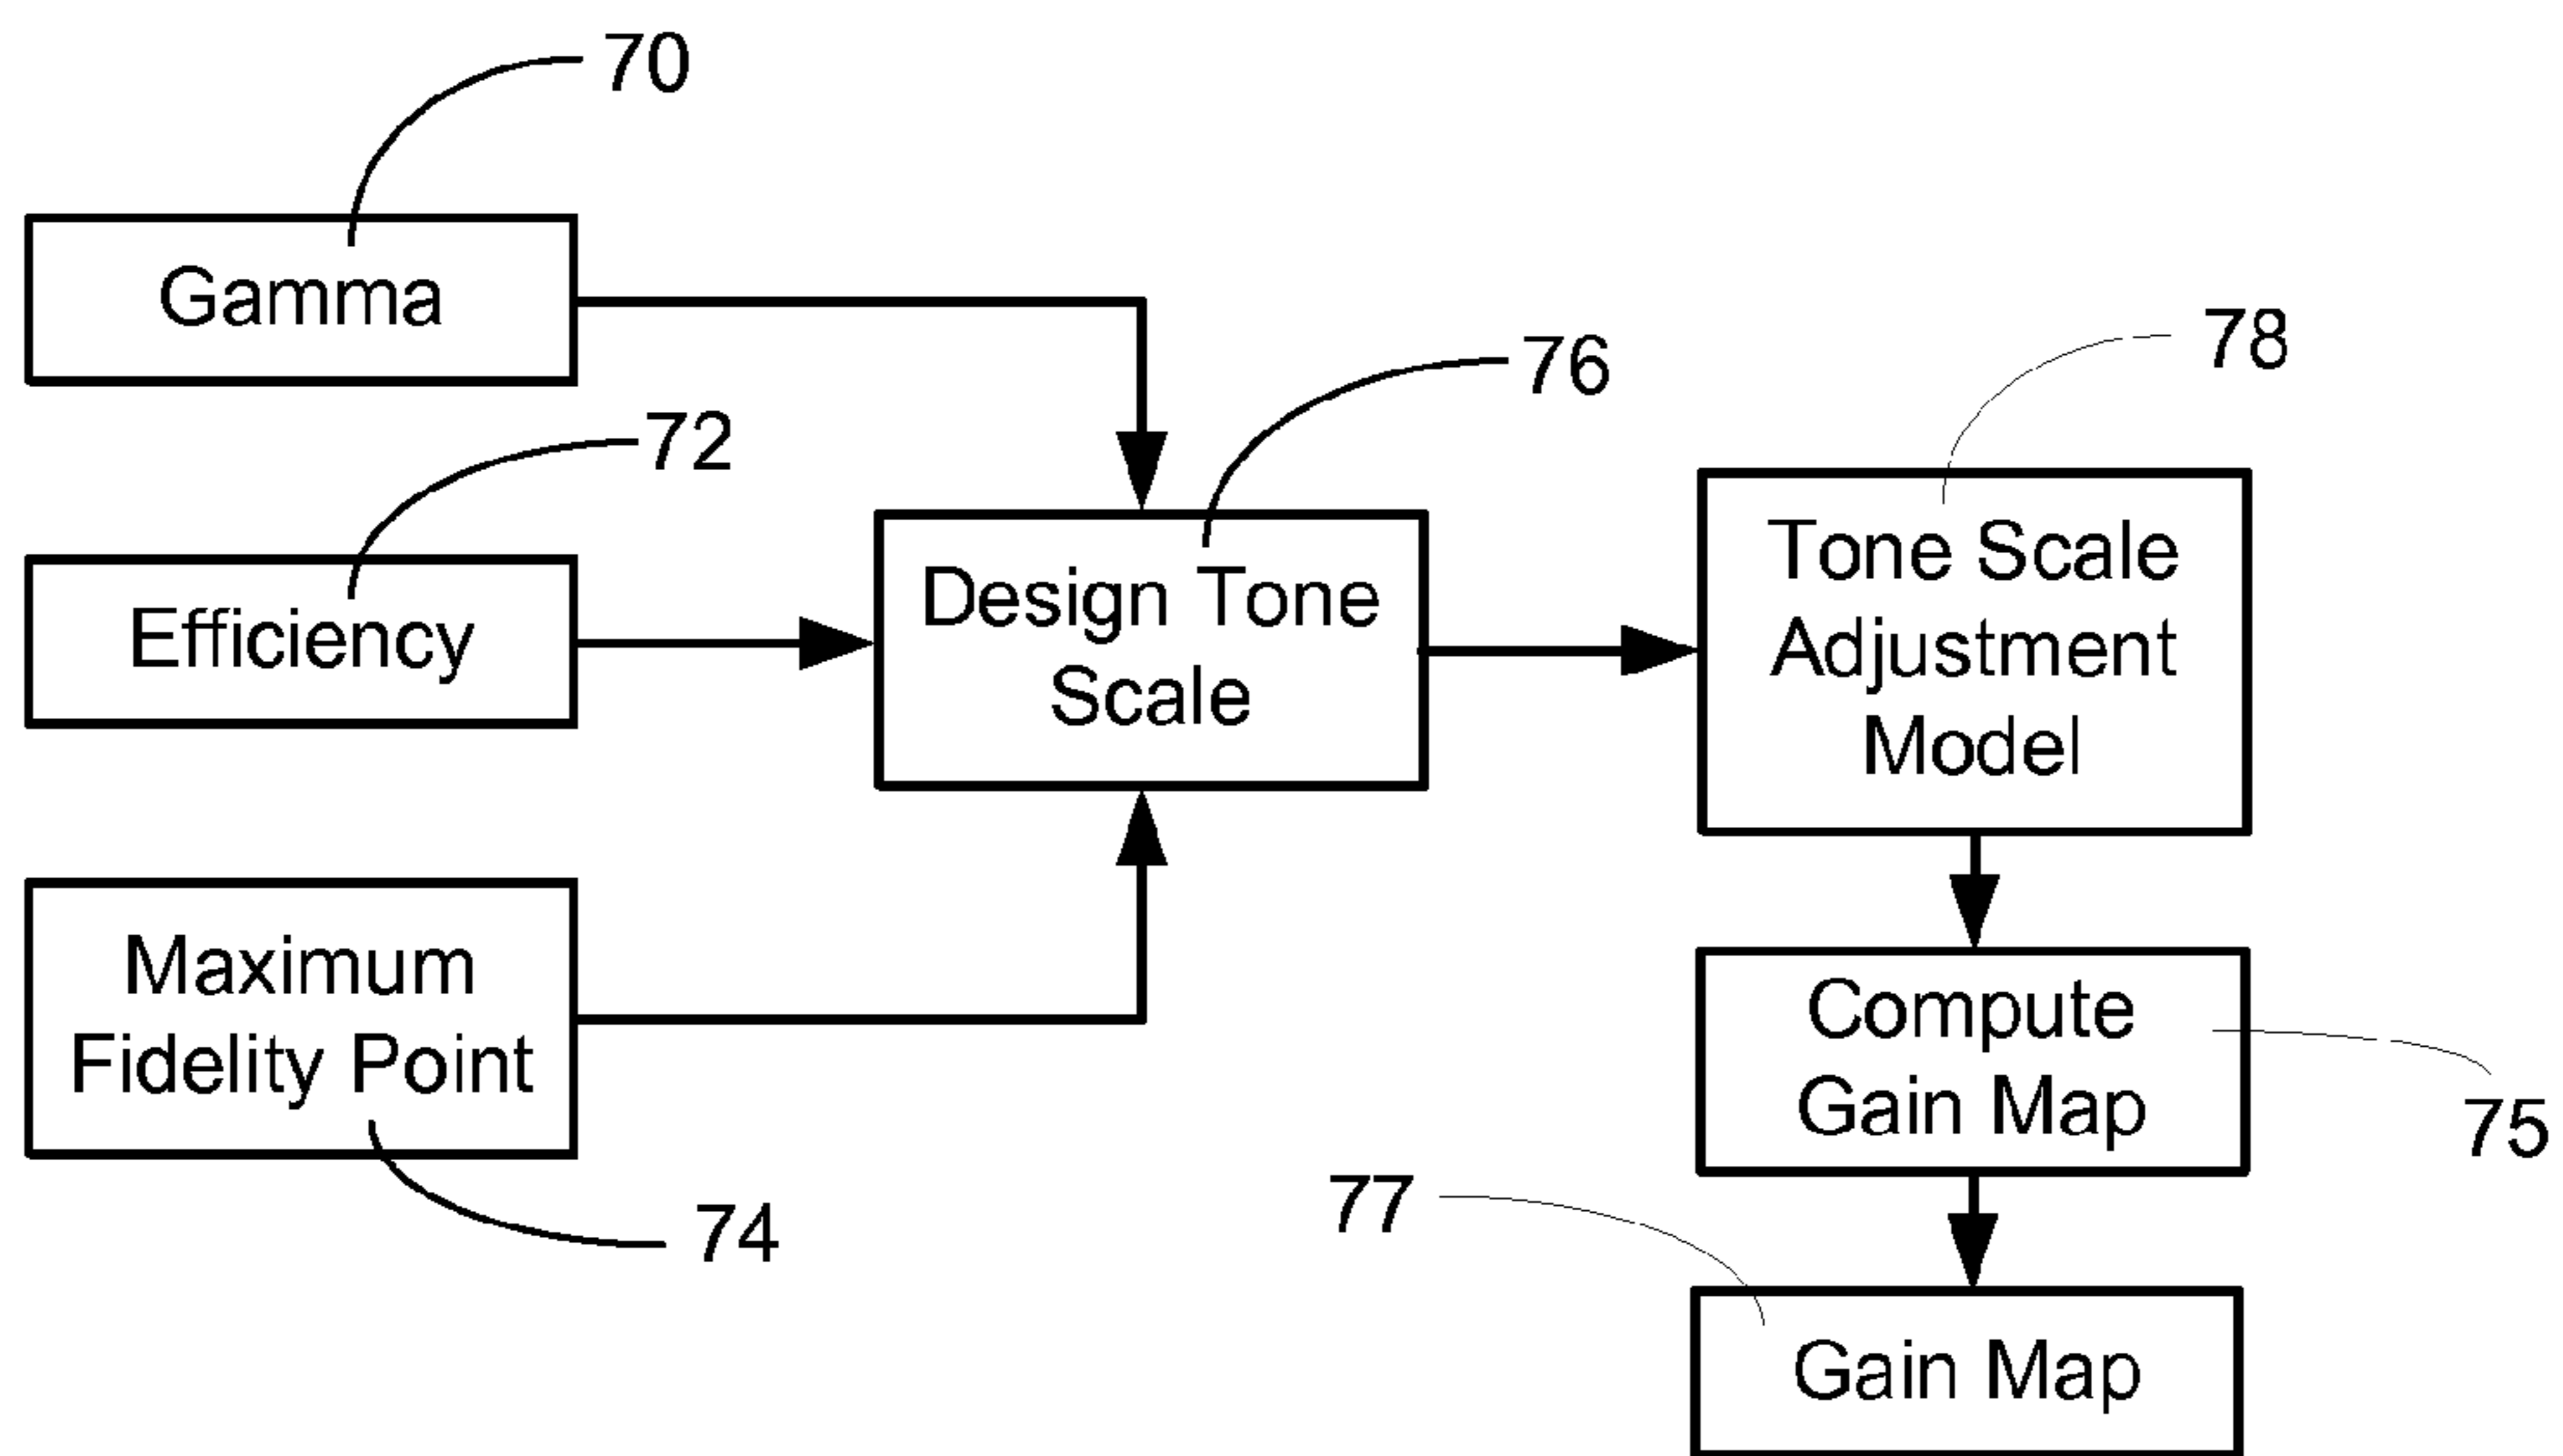 70
Gamma
72
Efficiency
Maximum
Fidelity Point
74
76
Design Tone
Scale
78
Tone Scale
Adjustment
Model
Compute
Gain Map
75
77
Gain Map